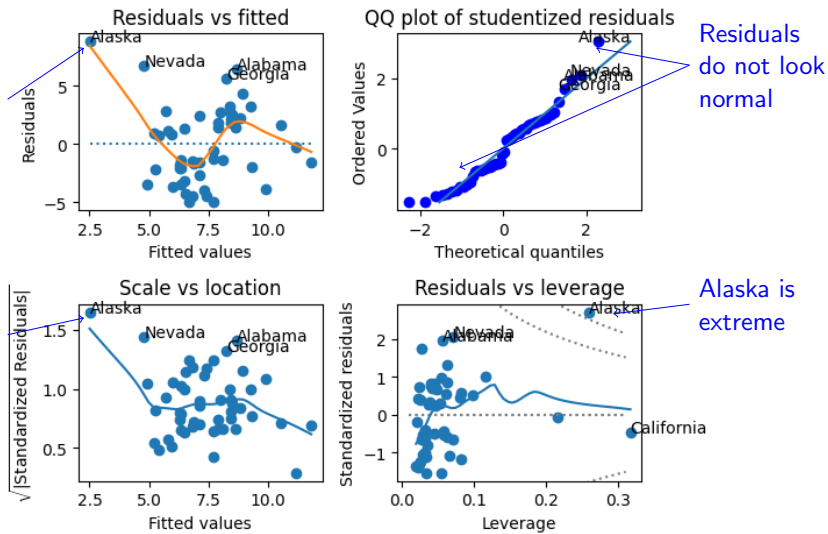 Residuals vs fitted
QQ plot of studentized residuals
Alaska
Nevada
Alabama
Georgia
5
0
−5
Residuals
2.5
5.0
7.5
10.0
Fitted values
Alaska
Nevada
Alabama
Georgia
2
0
Ordered Values
−2
0
2
Theoretical quantiles
Residuals
do not look
normal
Scale vs location
Residuals vs leverage
Alaska
Nevada
Alabama
Georgia
1.5
1.0
0.5
√|Standardized Residuals|
2.5
5.0
7.5
10.0
Fitted values
Alaska
Nevada
Alabama
California
2
1
0
−1
Standardized residuals
0.0
0.1
0.2
0.3
Leverage
Alaska is
extreme